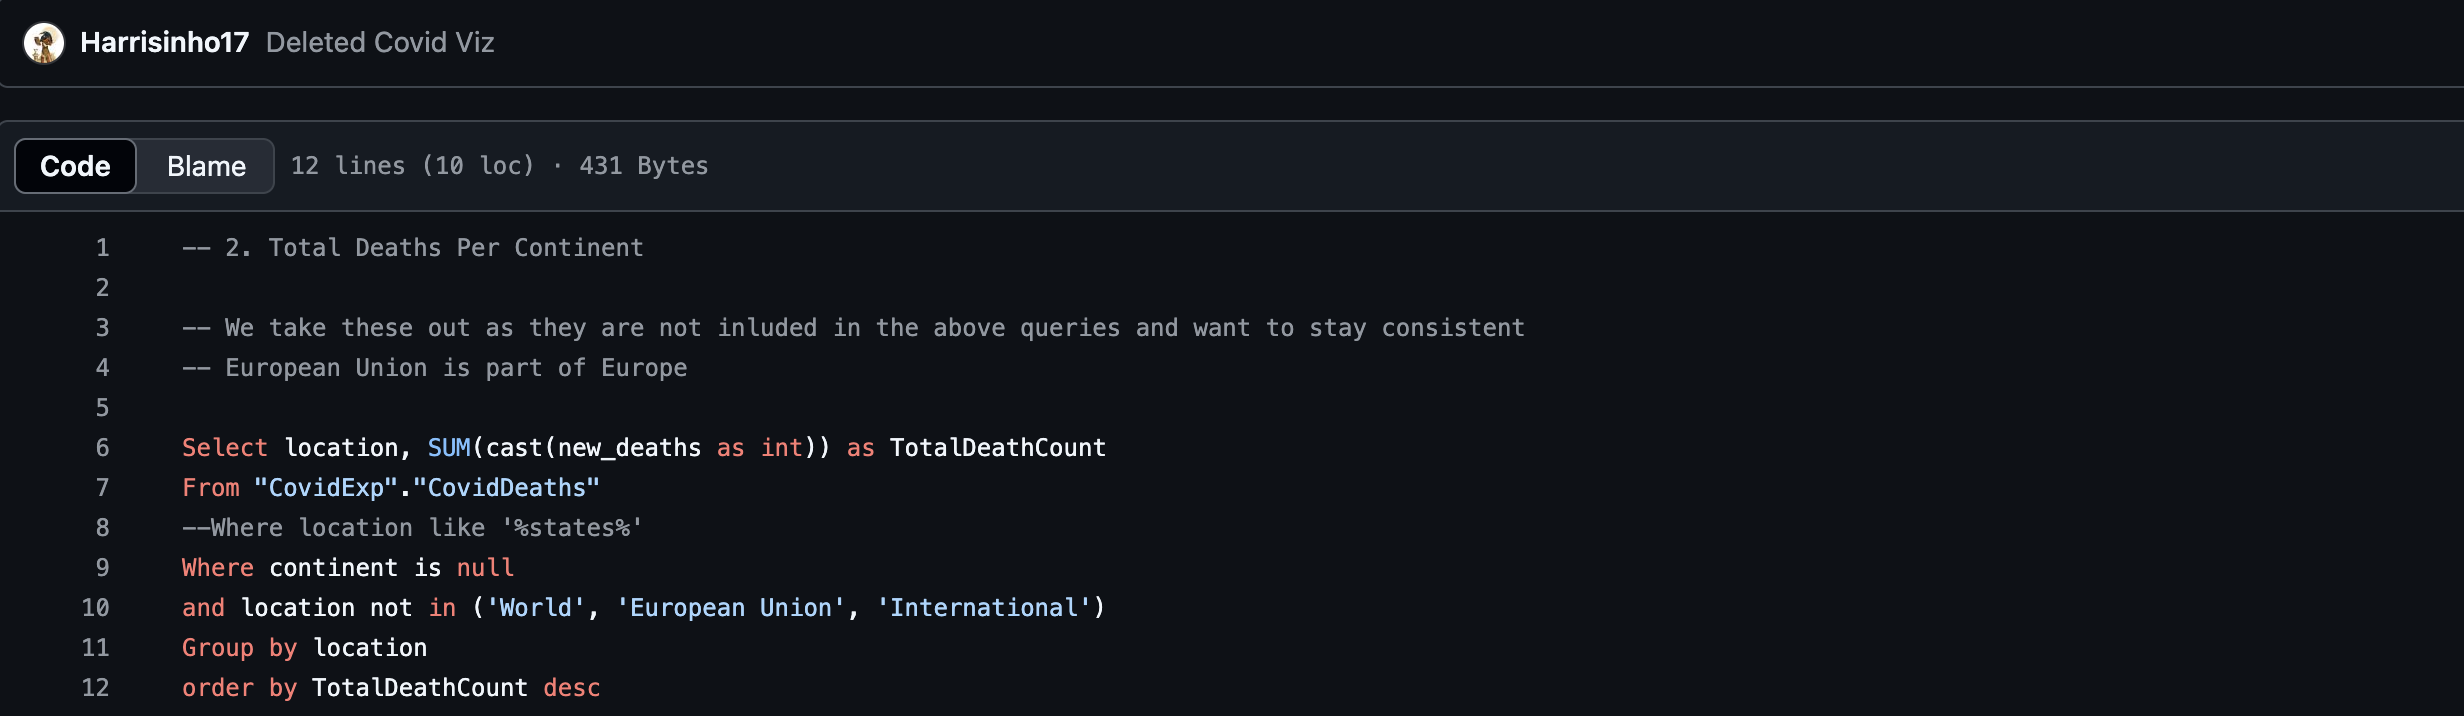 Harrisinho17 Deleted Covid Viz
Code Blame 12 lines (10 loc) · 431 Bytes
1 -- 2. Total Deaths Per Continent
2
3 -- We take these out as they are not inluded in the above queries and want to stay consistent
4 -- European Union is part of Europe
5
6 Select location, SUM(cast(new_deaths as int)) as TotalDeathCount
7 From "CovidExp"."CovidDeaths"
8 --Where location like '%states%'
9 Where continent is null
10 and location not in ('World', 'European Union', 'International')
11 Group by location
12 order by TotalDeathCount desc